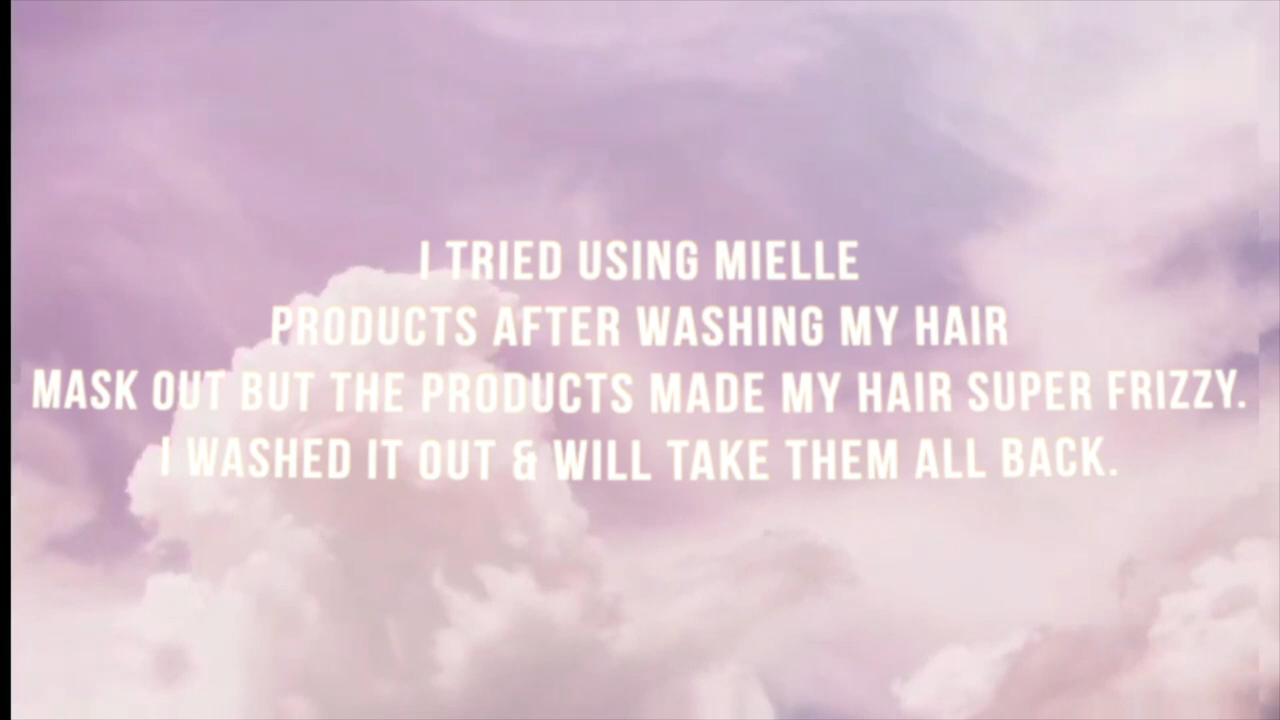 I TRIED USING MIELLE
PRODUCTS AFTER WASHING MY HAIR
MASK OUT BUT THE PRODUCTS MADE MY HAIR SUPER FRIZZY.
I WASHED IT OUT & WILL TAKE THEM ALL BACK.